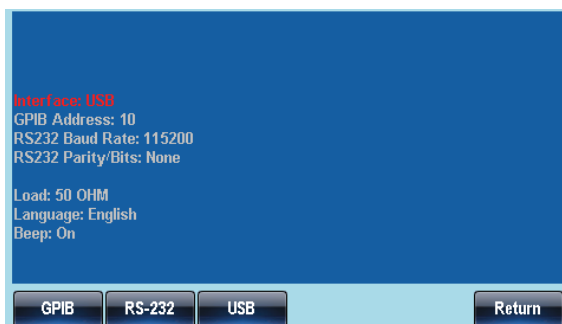 Interface: USB
GPIB Address: 10
RS232 Baud Rate: 115200
RS232 Parity/Bits: None
Load: 50 OHM
Language: English
Beep: On
GPIB RS-232 USB Return